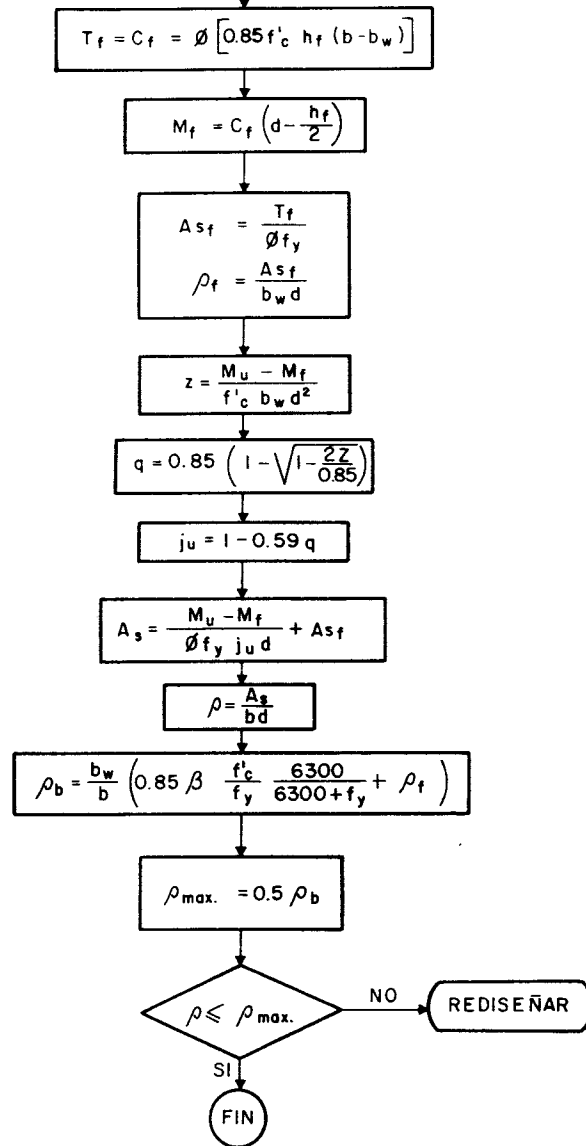 T_f = C_f = Ø [0.85 f'_c h_f (b - b_w)]
M_f = C_f (d - h_f/2)
As_f = T_f / Ø f_y
ρ_f = As_f / b_w d
z = M_u - M_f / f'_c b_w d²
q = 0.85 (1 - √(1 - 2Z/0.85))
j_u = 1 - 0.59 q
A_s = M_u - M_f / Ø f_y j_u d + As_f
ρ = A_s / bd
ρ_b = b_w/b (0.85 β f'_c/f_y 6300/6300 + f_y + ρ_f)
ρ_max. = 0.5 ρ_b
ρ ≤ ρ_max.
NO
REDISEÑAR
SI
FIN